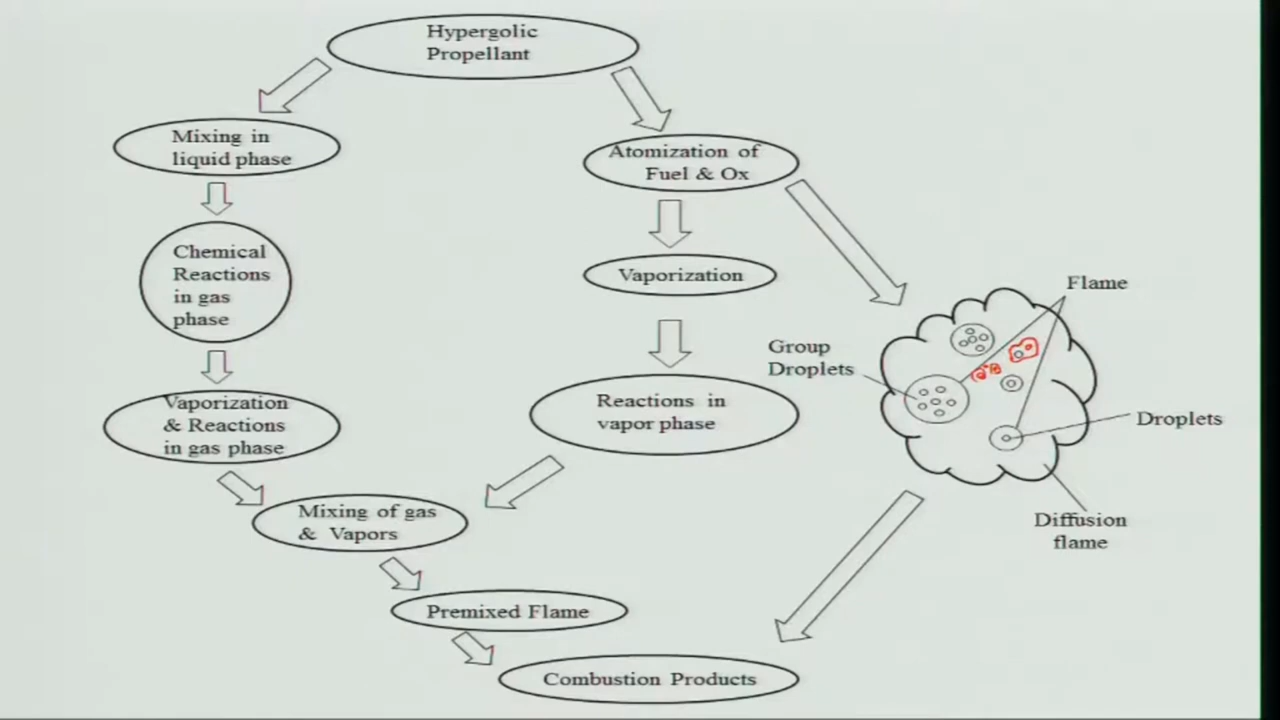 Hypergolic
Propellant
Mixing in
liquid phase
Atomization of
Fuel & Ox
Chemical
Reactions
in gas
phase
Vaporization
Flame
Group
Droplets
Vaporization
& Reactions
in gas phase
Reactions in
vapor phase
Droplets
Mixing of gas
& Vapors
Diffusion
flame
Premixed Flame
Combustion Products